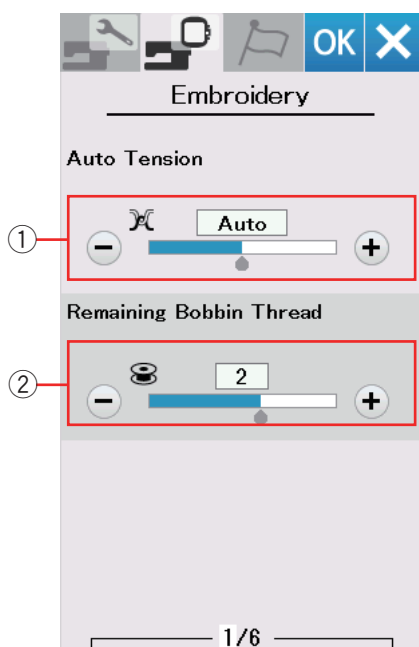 OK
Embroidery
Auto Tension
① Auto
Remaining Bobbin Thread
② 2
1/6